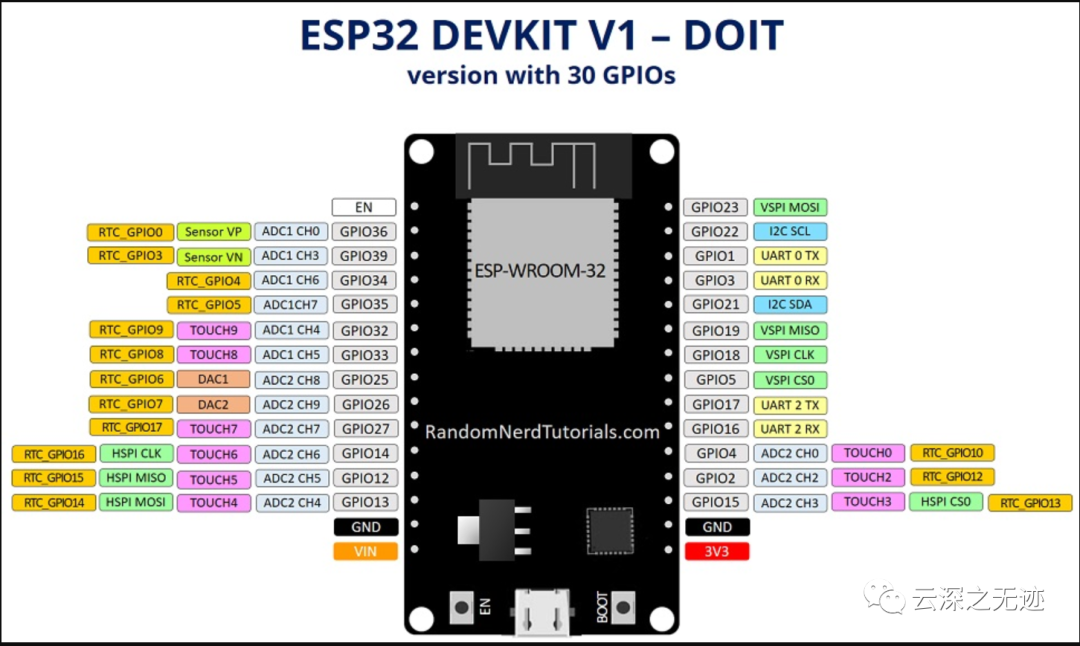 ESP32 DEVKIT V1 – DOIT
version with 30 GPIOs
EN
RTC_GPIO0 Sensor VP ADC1 CH0 GPIO36
RTC_GPIO3 Sensor VN ADC1 CH3 GPIO39
RTC_GPIO4 ADC1 CH6 GPIO34
RTC_GPIO5 ADC1CH7 GPIO35
RTC_GPIO9 TOUCH9 ADC1 CH4 GPIO32
RTC_GPIO8 TOUCH8 ADC1 CH5 GPIO33
RTC_GPIO6 DAC1 ADC2 CH8 GPIO25
RTC_GPIO7 DAC2 ADC2 CH9 GPIO26
RTC_GPIO17 TOUCH7 ADC2 CH7 GPIO27
RTC_GPIO16 HSPI CLK TOUCH6 ADC2 CH6 GPIO14
RTC_GPIO15 HSPI MISO TOUCH5 ADC2 CH5 GPIO12
RTC_GPIO14 HSPI MOSI TOUCH4 ADC2 CH4 GPIO13
GND
VIN
ESP-WROOM-32
RandomNerdTutorials.com
EN
BOOT
GPIO23 VSPI MOSI
GPIO22 I2C SCL
GPIO1 UART 0 TX
GPIO3 UART 0 RX
GPIO21 I2C SDA
GPIO19 VSPI MISO
GPIO18 VSPI CLK
GPIO5 VSPI CS0
GPIO17 UART 2 TX
GPIO16 UART 2 RX
GPIO4 ADC2 CH0 TOUCH0 RTC_GPIO10
GPIO2 ADC2 CH2 TOUCH2 RTC_GPIO12
GPIO15 ADC2 CH3 TOUCH3 HSPI CS0 RTC_GPIO13
GND
3V3
云深之无迹